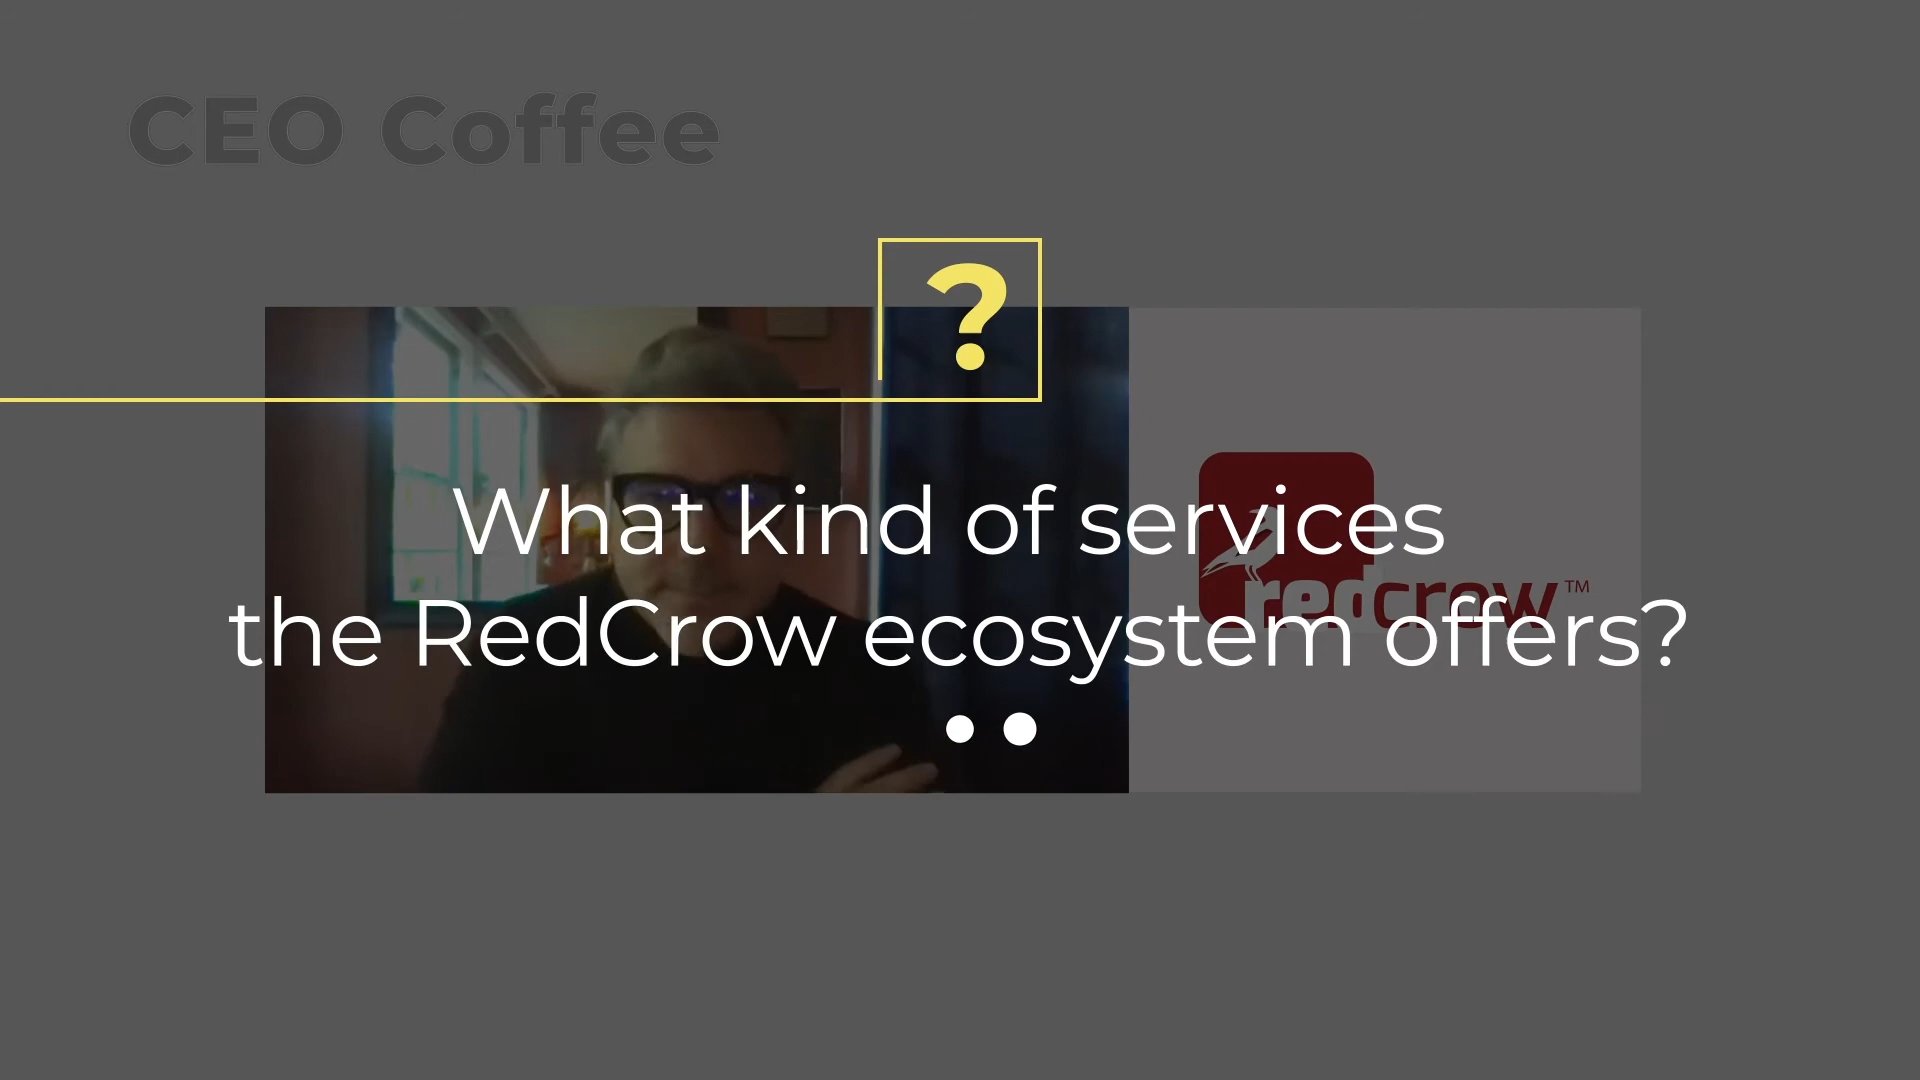 CEO Coffee
?
What kind of services
the RedCrow ecosystem offers?
redcrow™